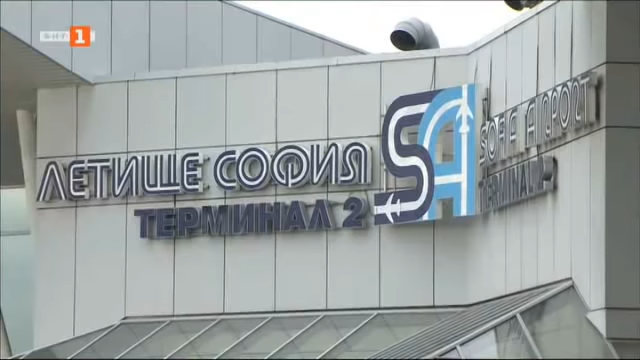 БНТ 1
ЛЕТИЩЕ СОФИЯ
ТЕРМИНАЛ 2
SA
SOFIA AIRPORT
TERMINAL 2